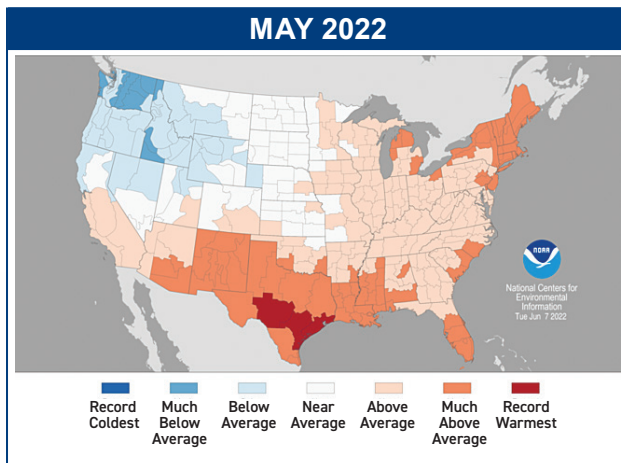 MAY 2022
NOAA
National Centers for
Environmental
Information
Tue Jun 7 2022
Record
Coldest
Much
Below
Average
Below
Average
Near
Average
Above
Average
Much
Above
Average
Record
Warmest